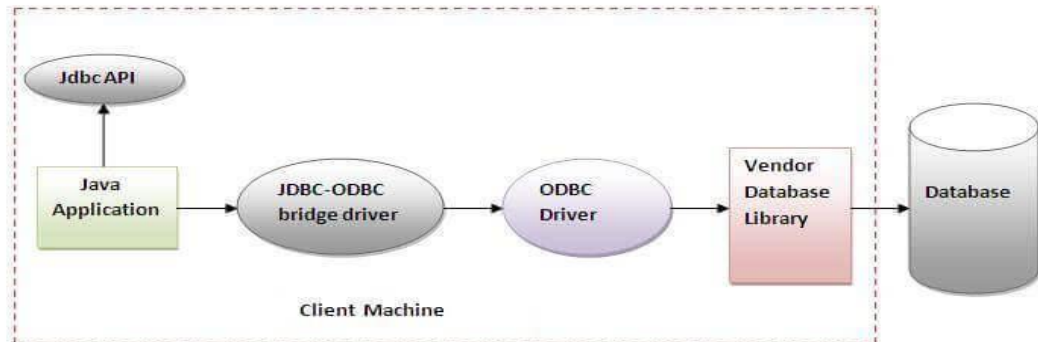 Jdbc API
Java
Application
JDBC-ODBC
bridge driver
ODBC
Driver
Vendor
Database
Library
Database
Client Machine